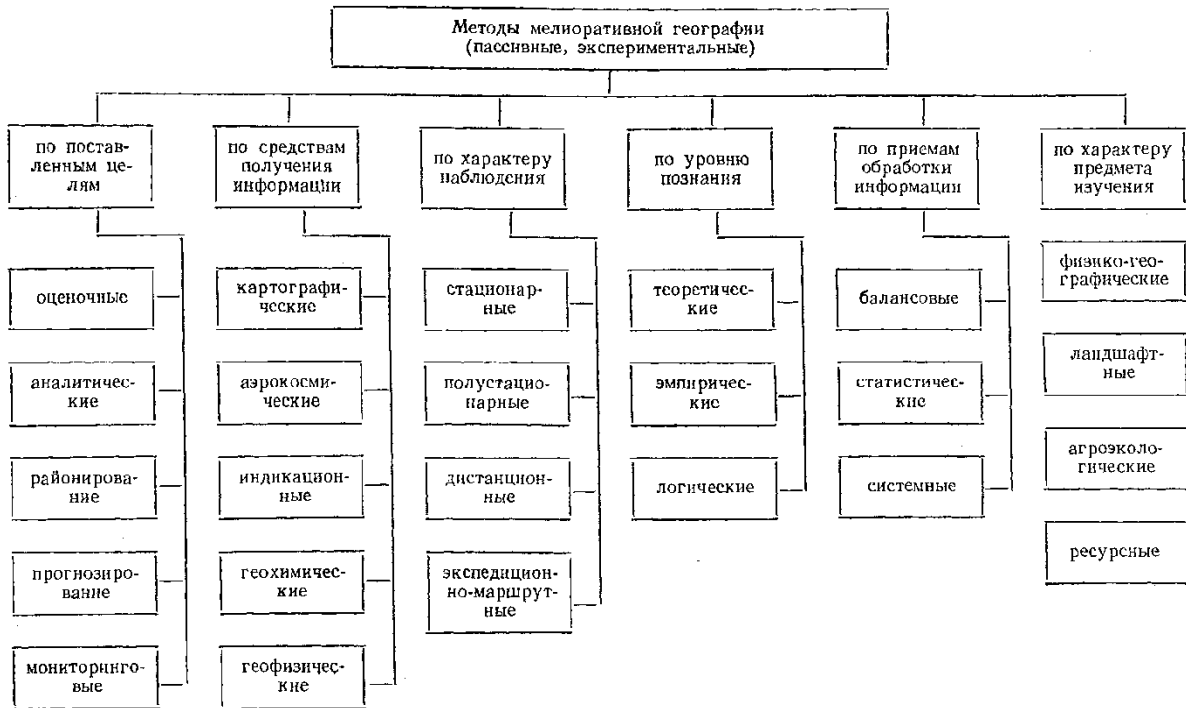 Методы мелиоративной географии
(пассивные, экспериментальные)
по постав-
ленным це-
лям
по средствам
получения
информации
по характеру
наблюдения
по уровню
познания
по приемам
обработки
информации
по характеру
предмета
изучения
оценочные
аналитичес-
кие
районирова-
ние
прогнозиро-
вание
мониторинго-
вые
картографи-
ческие
аэрокосми-
ческие
индикацион-
ные
геохимичес-
кие
геофизичес-
кие
стационар-
ные
полустацио-
нарные
дистанцион-
ные
экспедицион-
но-маршрут-
ные
теоретичес-
кие
эмпиричес-
кие
логические
балансовые
статистичес-
кие
системные
физико-гео-
графические
ландшафт-
ные
агроэколо-
гические
ресурсные